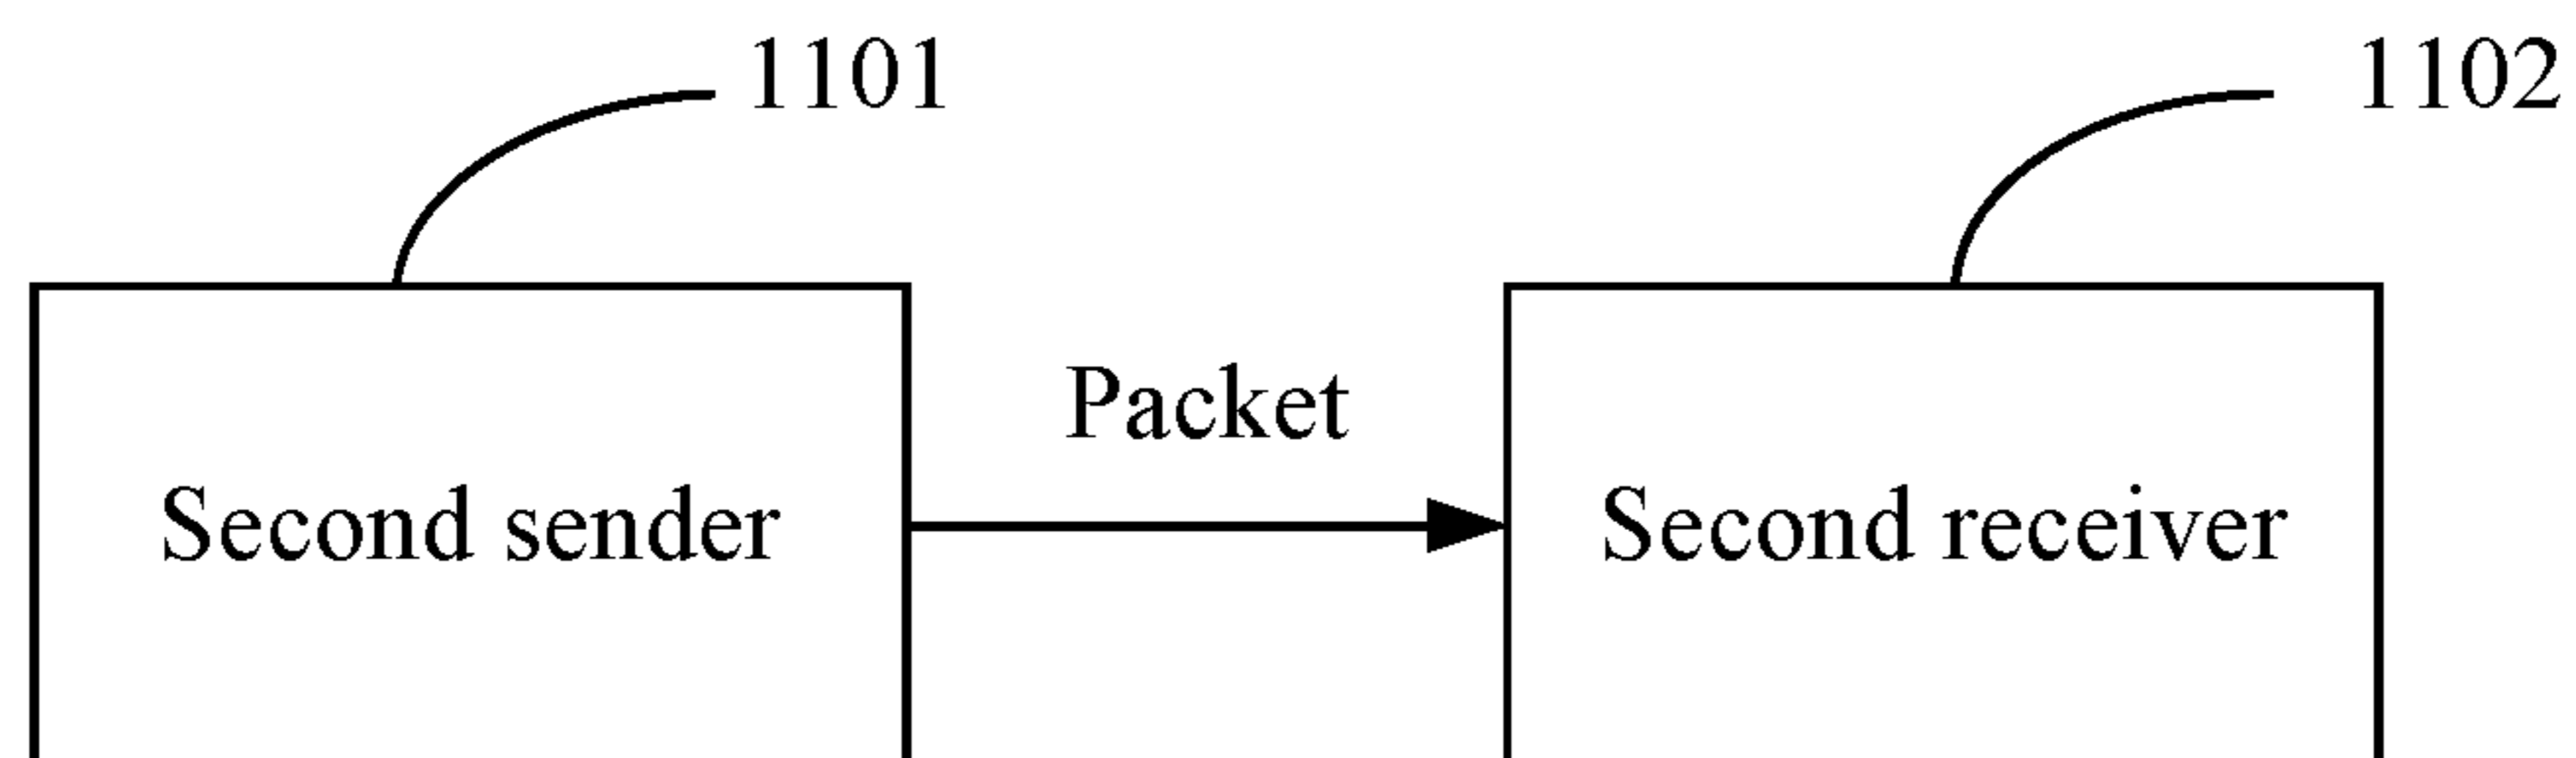 1101
1102
Packet
Second sender
Second receiver